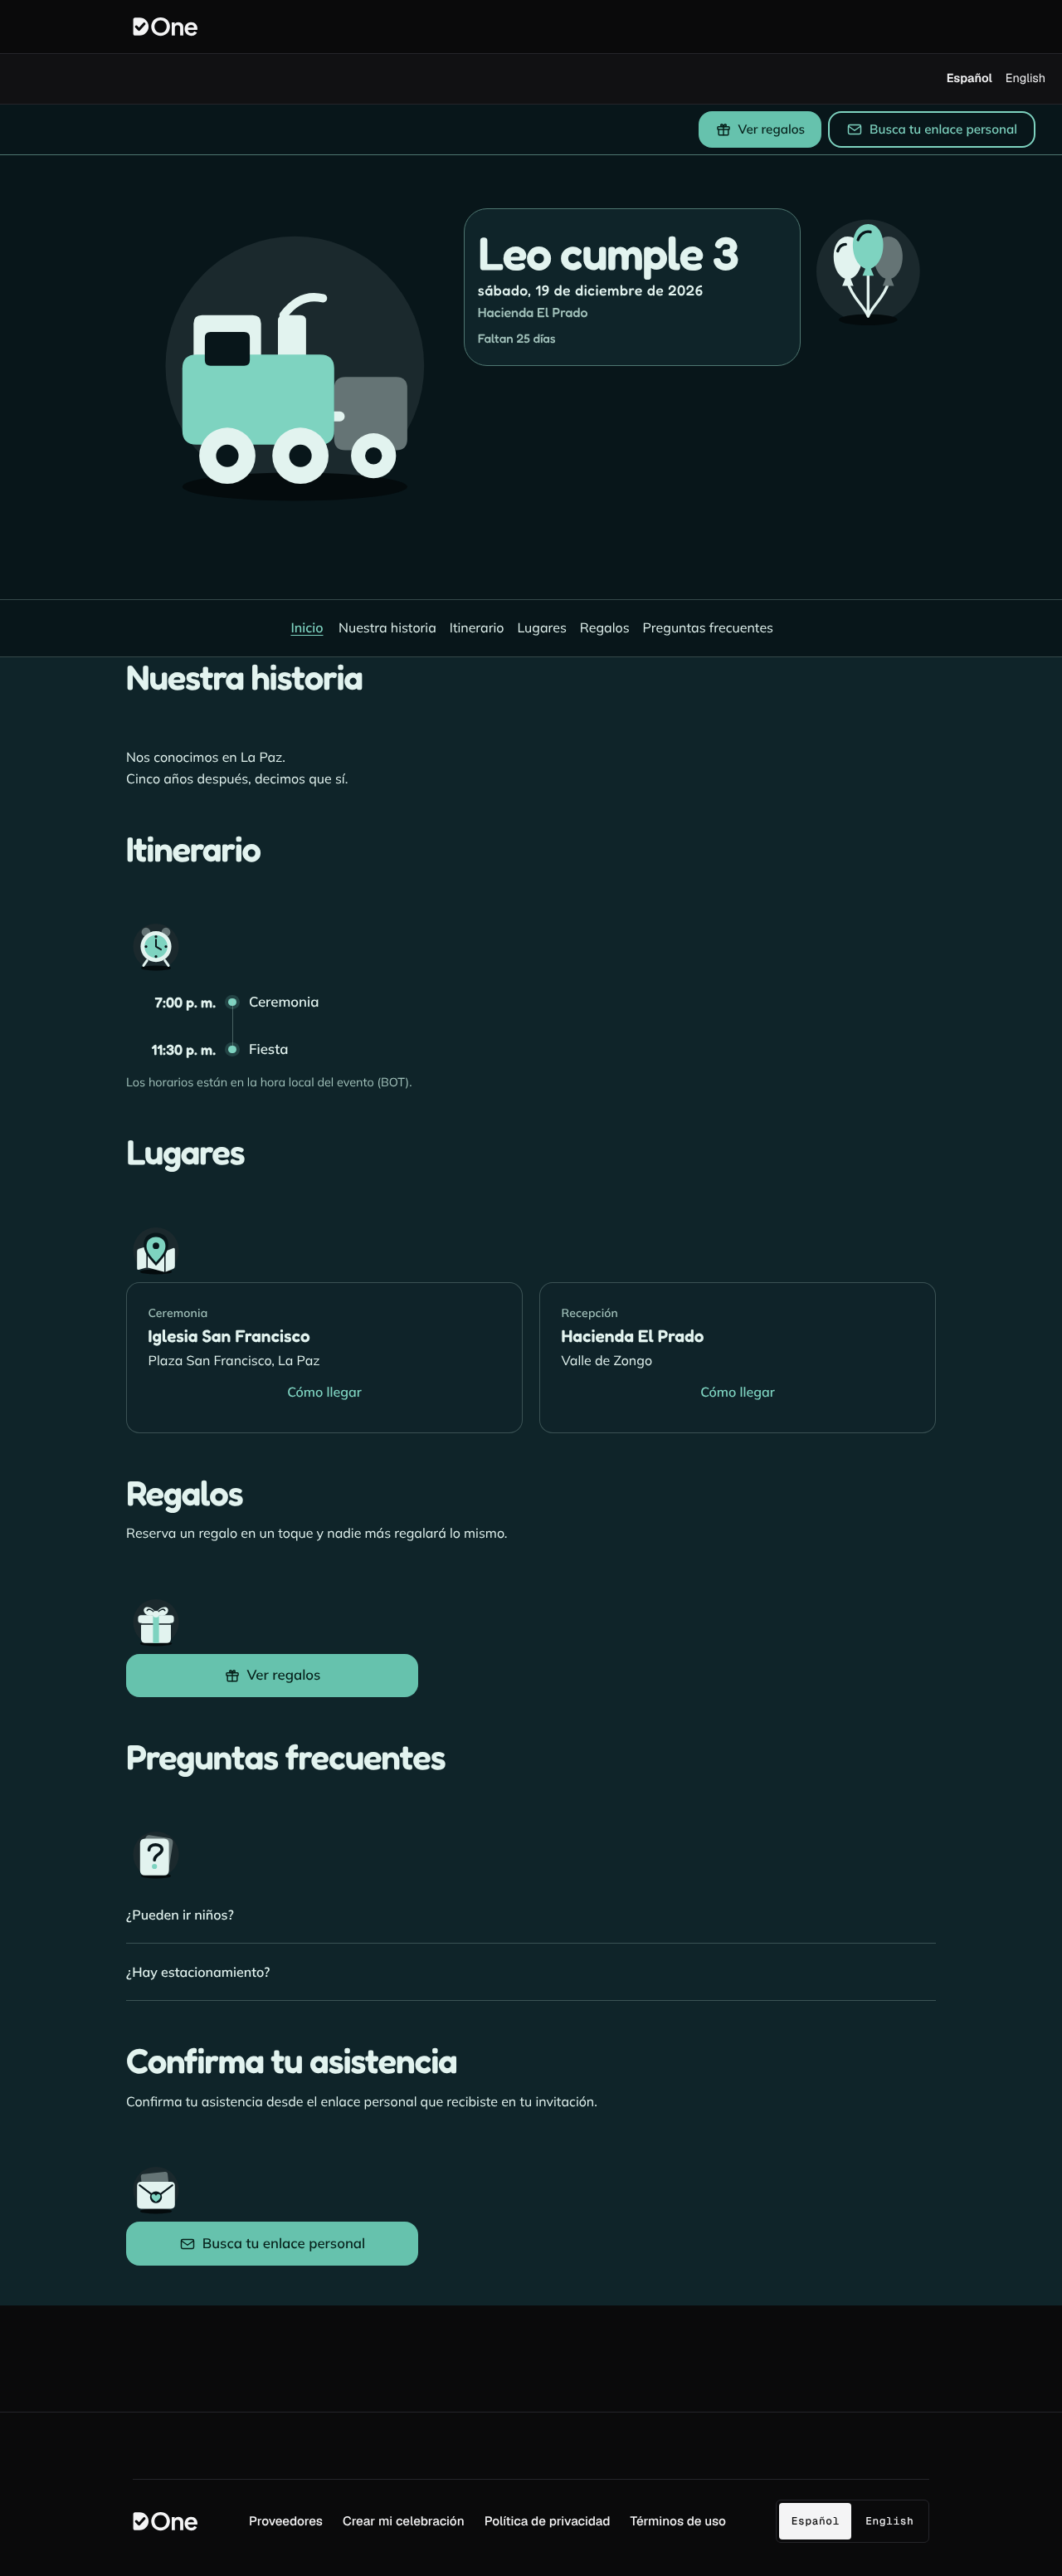 One
Español English
Ver regalos Busca tu enlace personal
Leo cumple 3
sábado, 19 de diciembre de 2026
Hacienda El Prado
Faltan 25 días
Inicio Nuestra historia Itinerario Lugares Regalos Preguntas frecuentes
Nuestra historia
Nos conocimos en La Paz.
Cinco años después, decimos que sí.
Itinerario
7:00 p. m. Ceremonia
11:30 p. m. Fiesta
Los horarios están en la hora local del evento (BOT).
Lugares
Ceremonia
Iglesia San Francisco
Plaza San Francisco, La Paz
Cómo llegar
Recepción
Hacienda El Prado
Valle de Zongo
Cómo llegar
Regalos
Reserva un regalo en un toque y nadie más regalará lo mismo.
Ver regalos
Preguntas frecuentes
?
¿Pueden ir niños?
¿Hay estacionamiento?
Confirma tu asistencia
Confirma tu asistencia desde el enlace personal que recibiste en tu invitación.
Busca tu enlace personal
One
Proveedores Crear mi celebración Política de privacidad Términos de uso
Español English